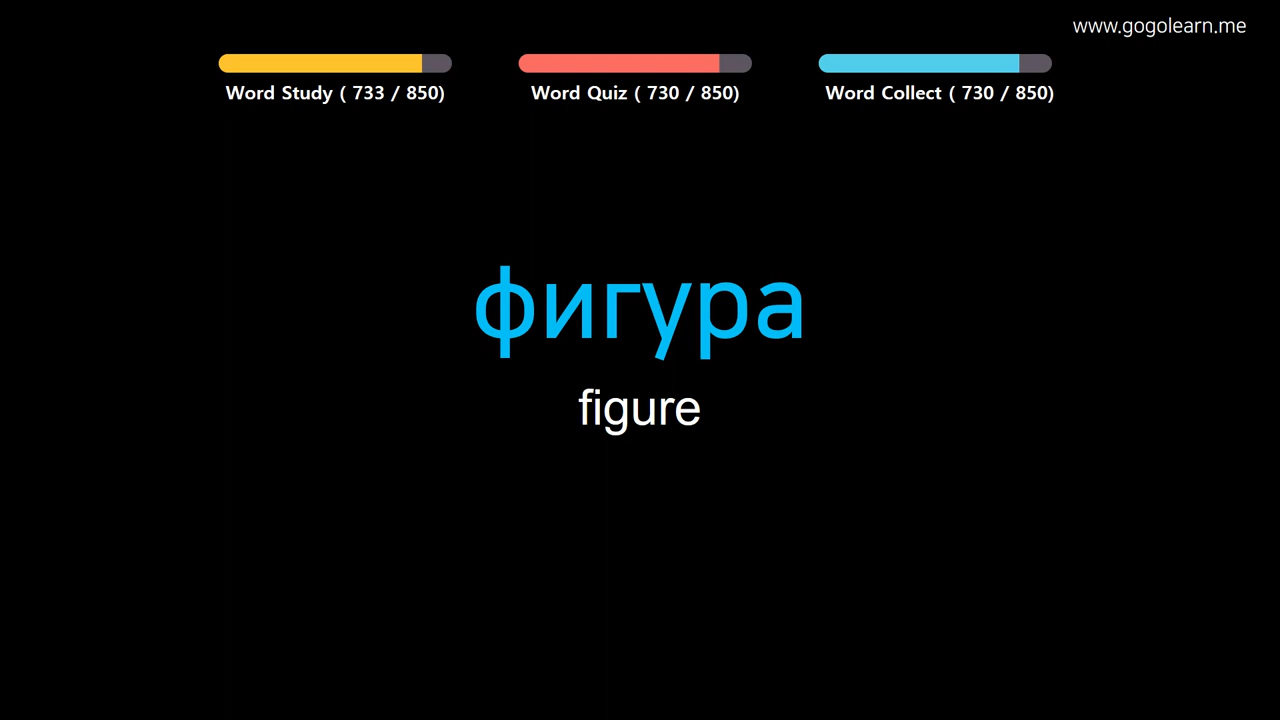 www.gogolearn.me
Word Study ( 733 / 850)
Word Quiz ( 730 / 850)
Word Collect ( 730 / 850)
фигура
figure